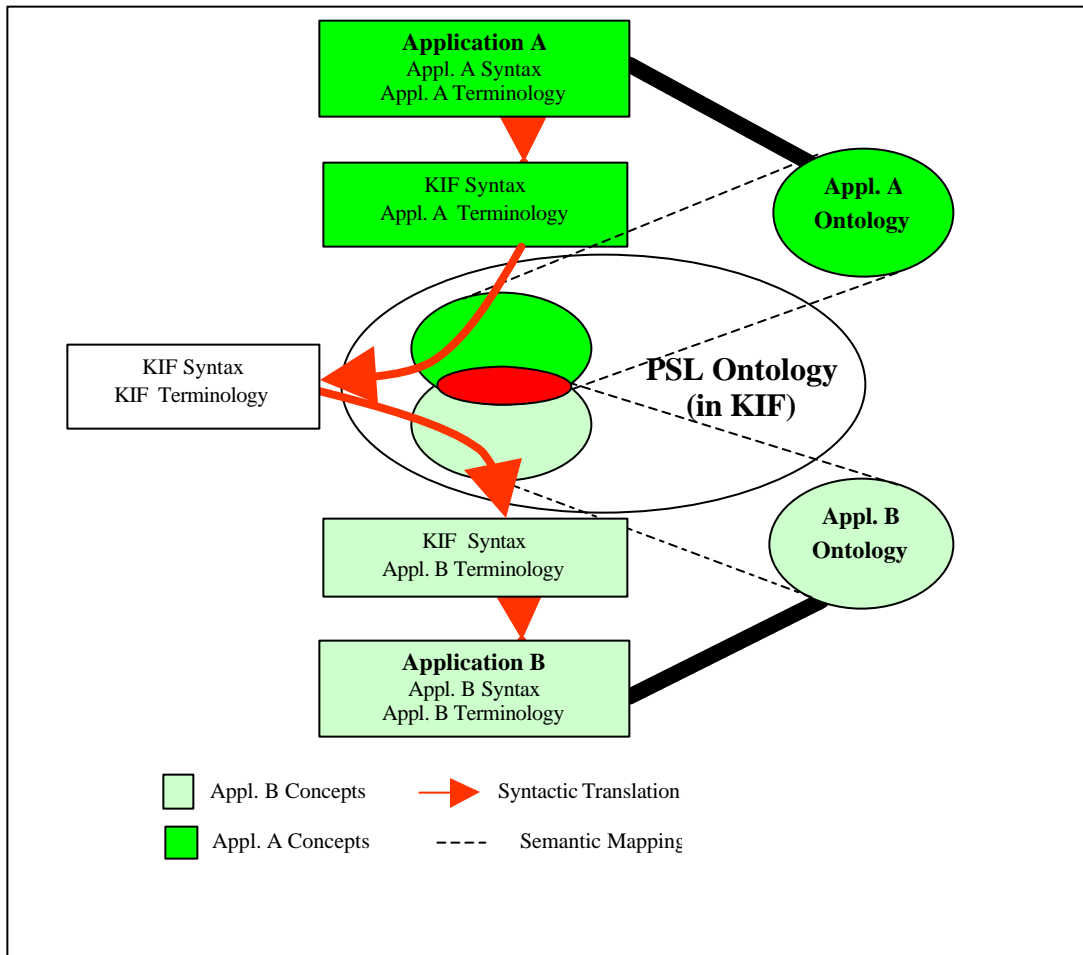 Application A
Appl. A Syntax
Appl. A Terminology
KIF Syntax
Appl. A Terminology
Appl. A
Ontology
KIF Syntax
KIF Terminology
PSL Ontology
(in KIF)
KIF Syntax
Appl. B Terminology
Appl. B
Ontology
Application B
Appl. B Syntax
Appl. B Terminology
Appl. B Concepts
Syntactic Translation
Appl. A Concepts
Semantic Mapping